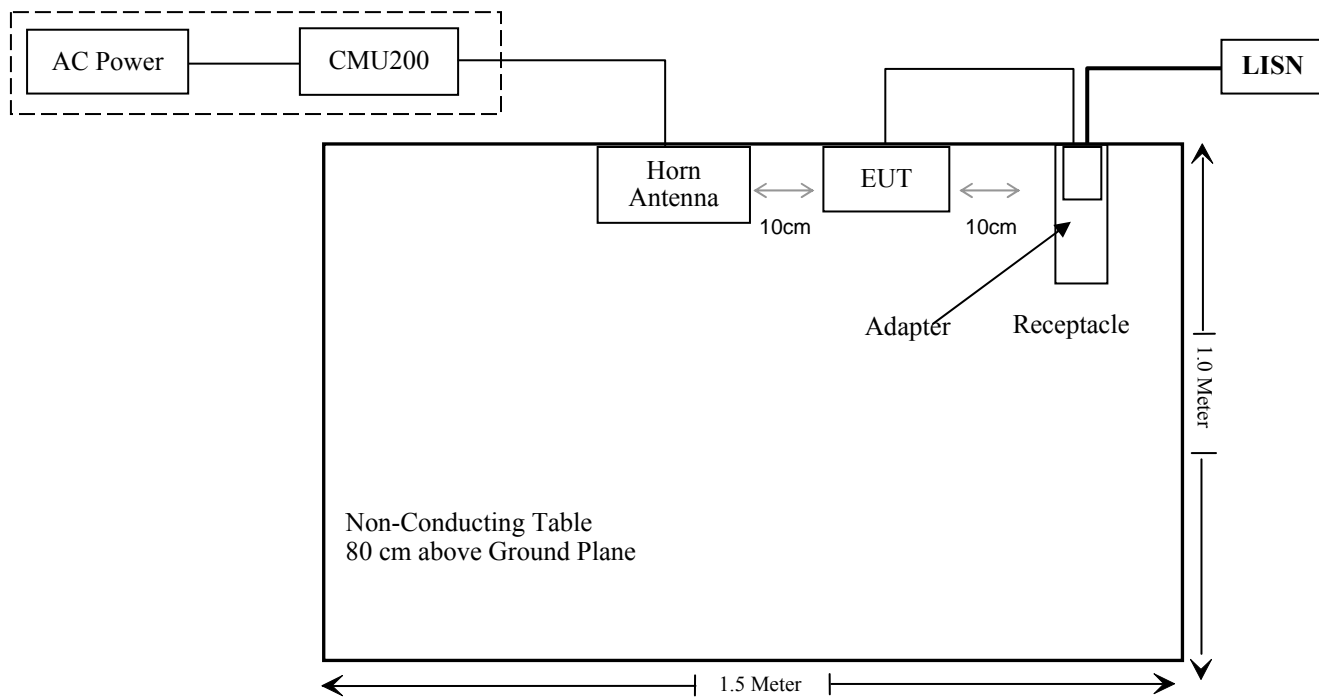 AC Power
CMU200
LISN
Horn
Antenna
EUT
10cm
10cm
Adapter
Receptacle
1.0 Meter
Non-Conducting Table
80 cm above Ground Plane
1.5 Meter